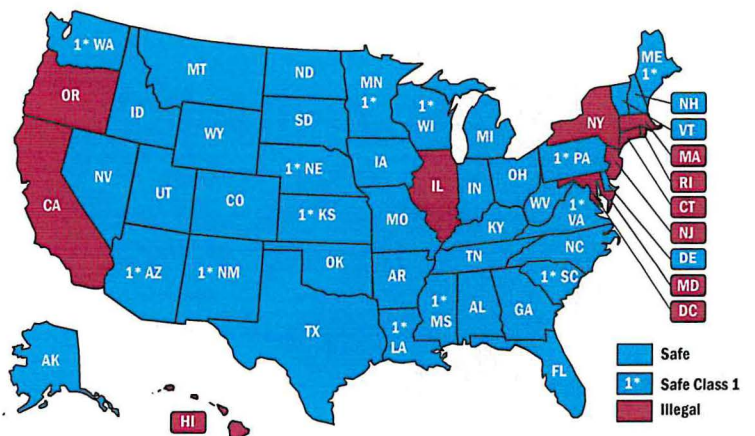 1* WA
MT
ND
MN
1*
1*
WI
MI
ME
1*
OR
ID
WY
SD
IA
NY
NH
VT
MA
RI
CT
NJ
DE
MD
DC
CA
NV
UT
CO
1* NE
1* KS
MO
IL
IN
OH
1* PA
WV
1*
VA
KY
NC
TN
1* SC
1* AZ
1* NM
OK
AR
TX
1*
LA
1*
MS
AL
GA
FL
AK
HI
Safe
1* Safe Class 1
Illegal